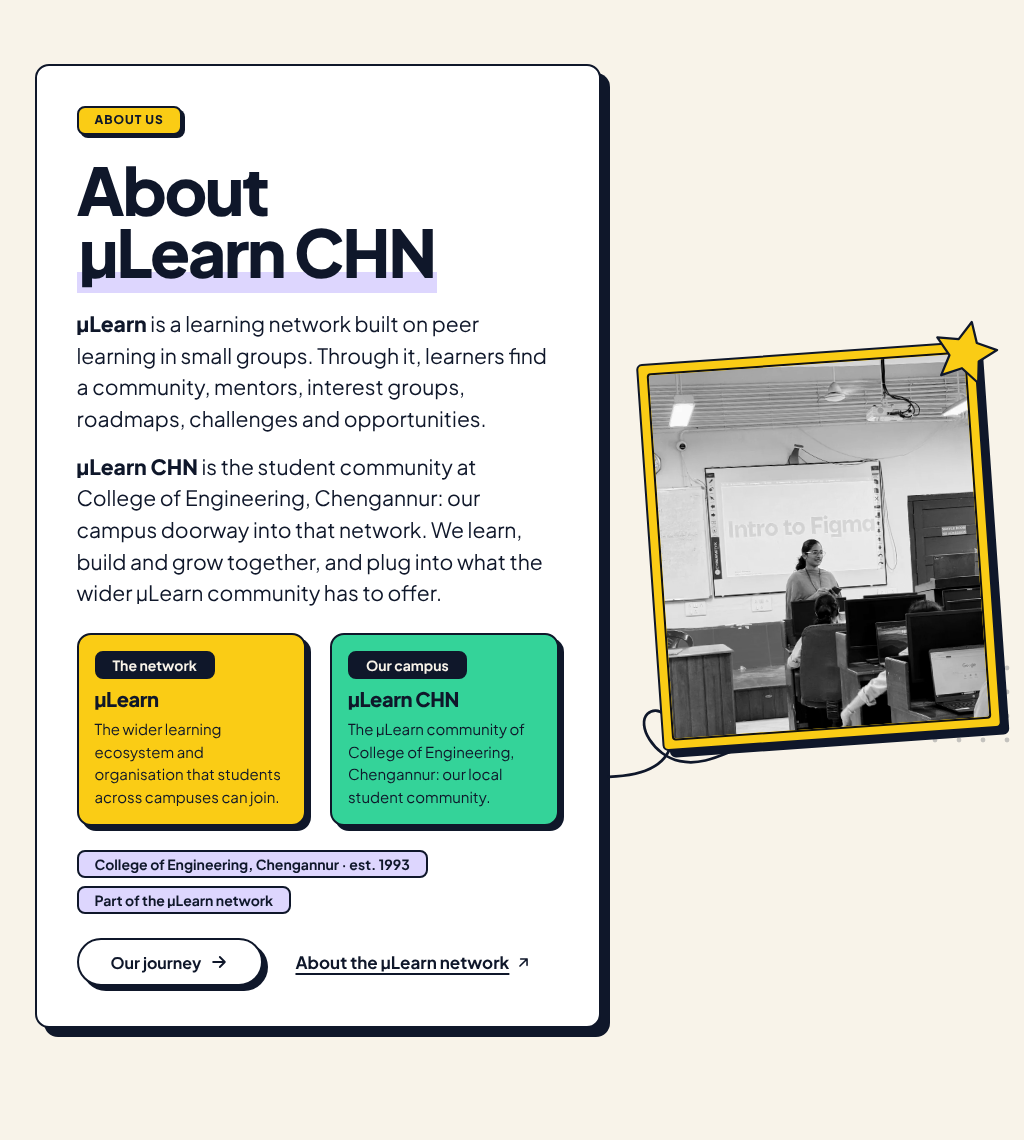 ABOUT US
About
µLearn CHN
µLearn is a learning network built on peer
learning in small groups. Through it, learners find
a community, mentors, interest groups,
roadmaps, challenges and opportunities.
µLearn CHN is the student community at
College of Engineering, Chengannur: our
campus doorway into that network. We learn,
build and grow together, and plug into what the
wider µLearn community has to offer.
The network
µLearn
The wider learning
ecosystem and
organisation that students
across campuses can join.
Our campus
µLearn CHN
The µLearn community of
College of Engineering,
Chengannur: our local
student community.
College of Engineering, Chengannur · est. 1993
Part of the µLearn network
Our journey →
About the µLearn network ↗
Intro to Figma